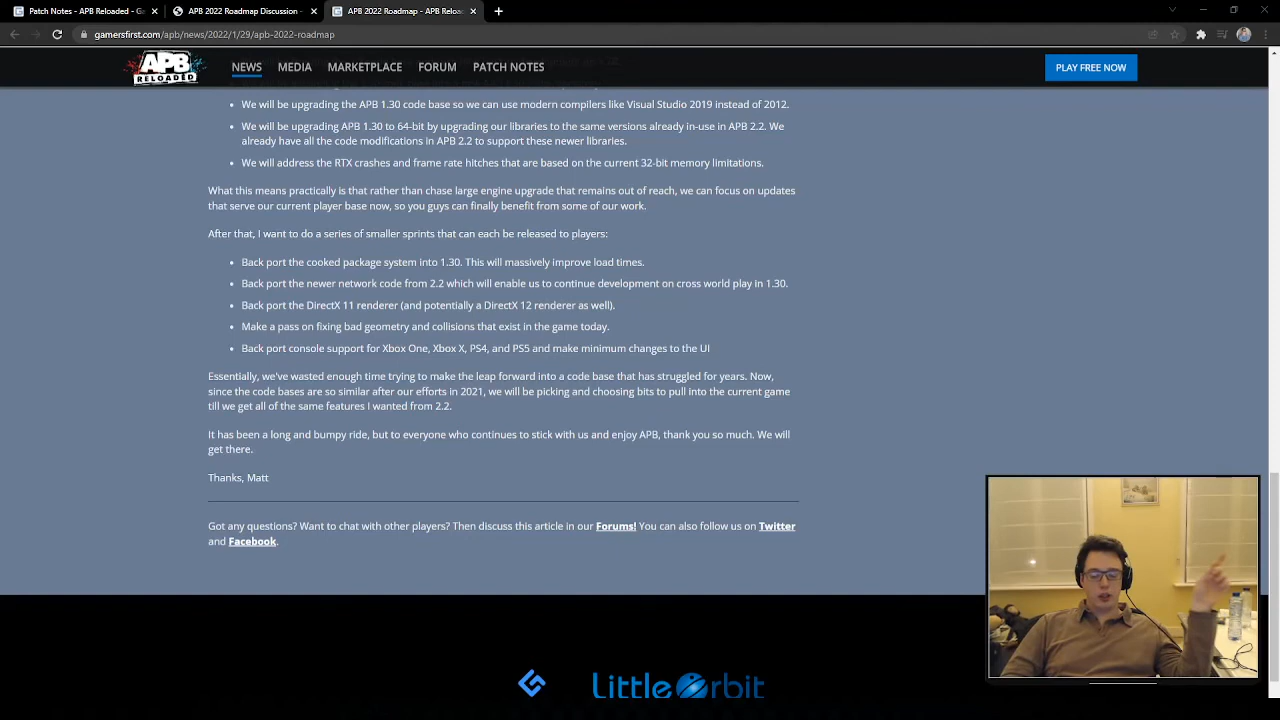 Patch Notes - APB Reloaded - G
APB 2022 Roadmap Discussion -
APB 2022 Roadmap - APB Reloa
gamersfirst.com/apb/news/2022/1/29/apb-2022-roadmap
APB RELOADED
NEWS MEDIA MARKETPLACE FORUM PATCH NOTES
PLAY FREE NOW
We will be upgrading the APB 1.30 code base so we can use modern compilers like Visual Studio 2019 instead of 2012.
We will be upgrading APB 1.30 to 64-bit by upgrading our libraries to the same versions already in-use in APB 2.2. We
already have all the code modifications in APB 2.2 to support these newer libraries.
We will address the RTX crashes and frame rate hitches that are based on the current 32-bit memory limitations.
What this means practically is that rather than chase large engine upgrade that remains out of reach, we can focus on updates
that serve our current player base now, so you guys can finally benefit from some of our work.
After that, I want to do a series of smaller sprints that can each be released to players:
Back port the cooked package system into 1.30. This will massively improve load times.
Back port the newer network code from 2.2 which will enable us to continue development on cross world play in 1.30.
Back port the DirectX 11 renderer (and potentially a DirectX 12 renderer as well).
Make a pass on fixing bad geometry and collisions that exist in the game today.
Back port console support for Xbox One, Xbox X, PS4, and PS5 and make minimum changes to the UI
Essentially, we've wasted enough time trying to make the leap forward into a code base that has struggled for years. Now,
since the code bases are so similar after our efforts in 2021, we will be picking and choosing bits to pull into the current game
till we get all of the same features I wanted from 2.2.
It has been a long and bumpy ride, but to everyone who continues to stick with us and enjoy APB, thank you so much. We will
get there.
Thanks, Matt
Got any questions? Want to chat with other players? Then discuss this article in our Forums! You can also follow us on Twitter
and Facebook.
Little Orbit